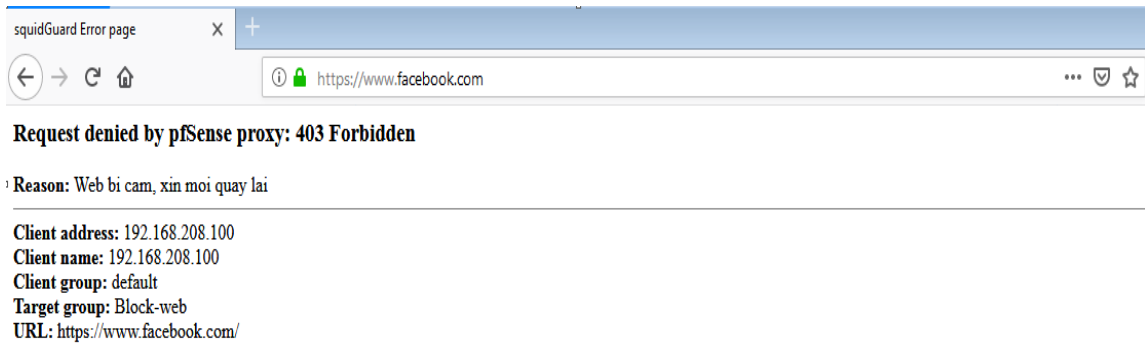 squidGuard Error page
https://www.facebook.com
Request denied by pfSense proxy: 403 Forbidden
Reason: Web bi cam, xin moi quay lai
Client address: 192.168.208.100
Client name: 192.168.208.100
Client group: default
Target group: Block-web
URL: https://www.facebook.com/